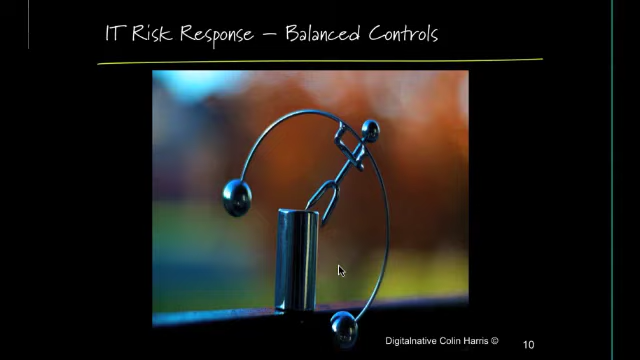 IT Risk Response – Balanced Controls
Digitalnative Colin Harris ©
10